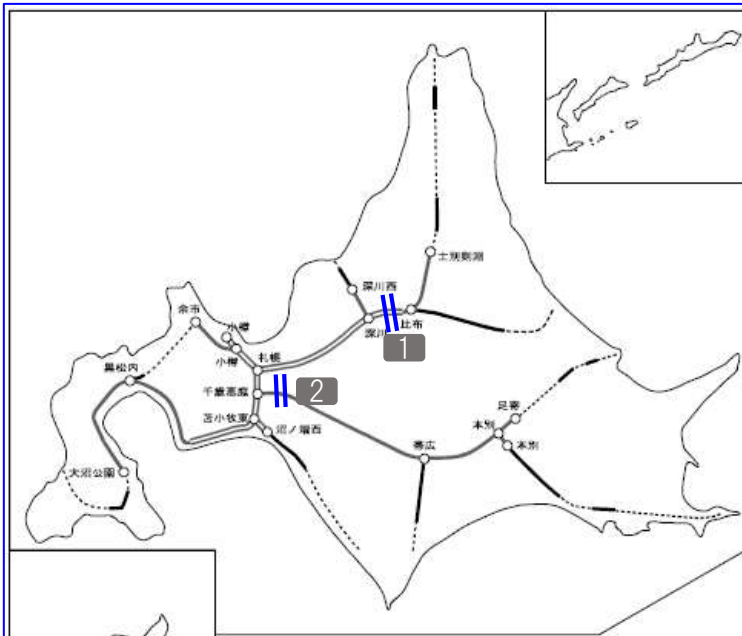 士別剣淵
深川西
余市
小樽
深川
比布
1
小樽
札幌
黒松内
千歳恵庭
2
足寄
苫小牧東
本別
沼ノ端西
本別
大沼公園
帯広